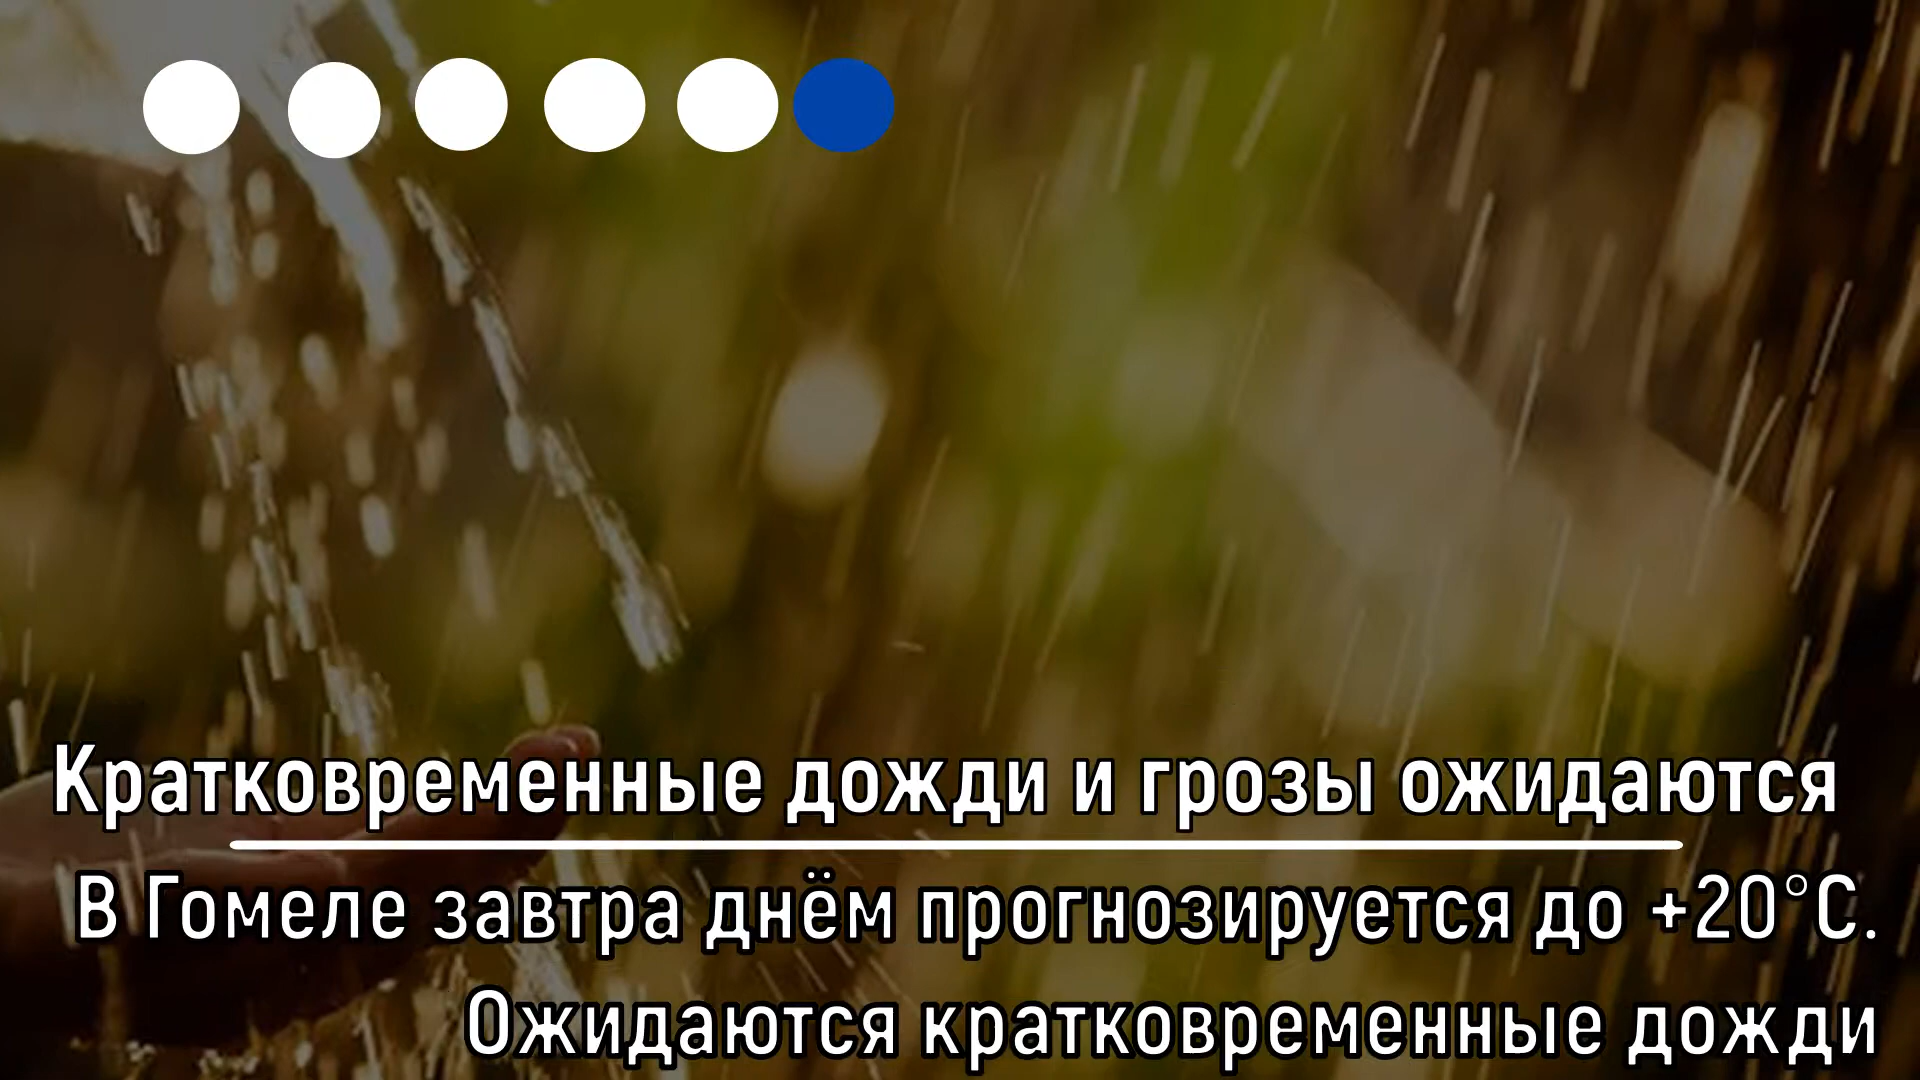 Кратковременные дожди и грозы ожидаются
В Гомеле завтра днём прогнозируется до +20°C.
Ожидаются кратковременные дожди